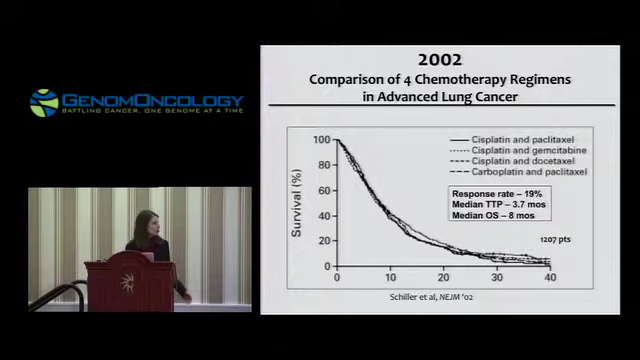 GENOMONCOLOGY
BATTLING CANCER, ONE GENOME AT A TIME
2002
Comparison of 4 Chemotherapy Regimens
in Advanced Lung Cancer
100
80
60
40
20
0
Survival (%)
Cisplatin and paclitaxel
Cisplatin and gemcitabine
Cisplatin and docetaxel
Carboplatin and paclitaxel
Response rate – 19%
Median TTP – 3.7 mos
Median OS – 8 mos
1207 pts
0 10 20 30 40
Schiller et al, NEJM '02